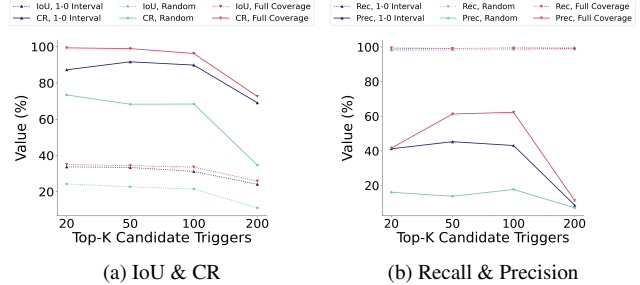 IoU, 1-0 Interval IoU, Random IoU, Full Coverage
CR, 1-0 Interval CR, Random CR, Full Coverage
100
80
60
40
20
Value (%)
20 50 100 200
Top-K Candidate Triggers
(a) IoU & CR
Rec, 1-0 Interval Rec, Random Rec, Full Coverage
Prec, 1-0 Interval Prec, Random Prec, Full Coverage
100
80
60
40
20
Value (%)
20 50 100 200
Top-K Candidate Triggers
(b) Recall & Precision